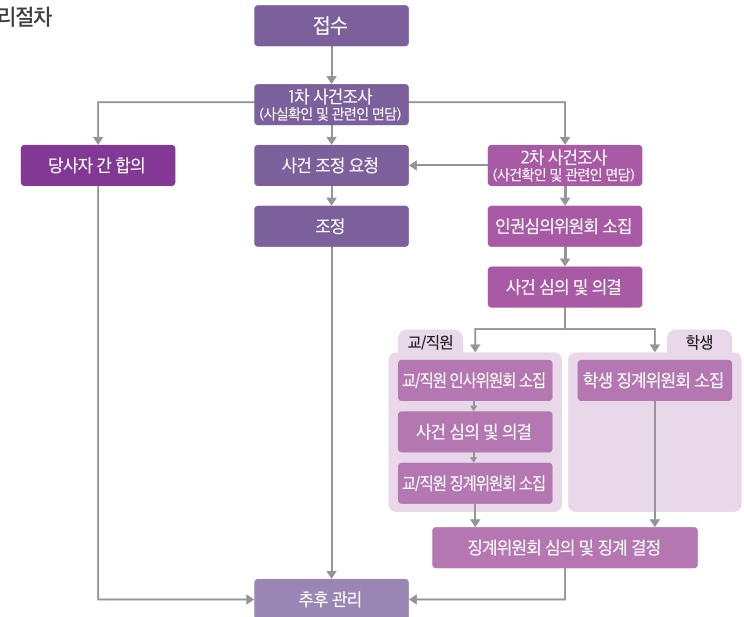 리절차
접수
1차 사건조사
(사실확인 및 관련인 면담)
당사자 간 합의
사건 조정 요청
2차 사건조사
(사건확인 및 관련인 면담)
조정
인권심의위원회 소집
사건 심의 및 의결
교/직원
학생
교/직원 인사위원회 소집
학생 징계위원회 소집
사건 심의 및 의결
교/직원 징계위원회 소집
징계위원회 심의 및 징계 결정
추후 관리